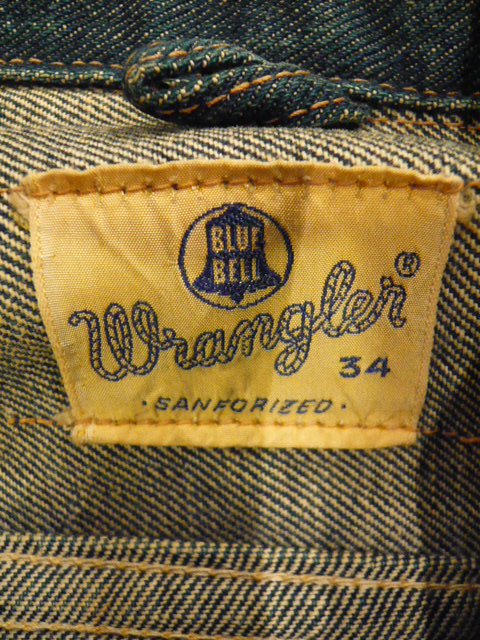 BLUE
BELL
Wrangler®
34
· SANFORIZED ·